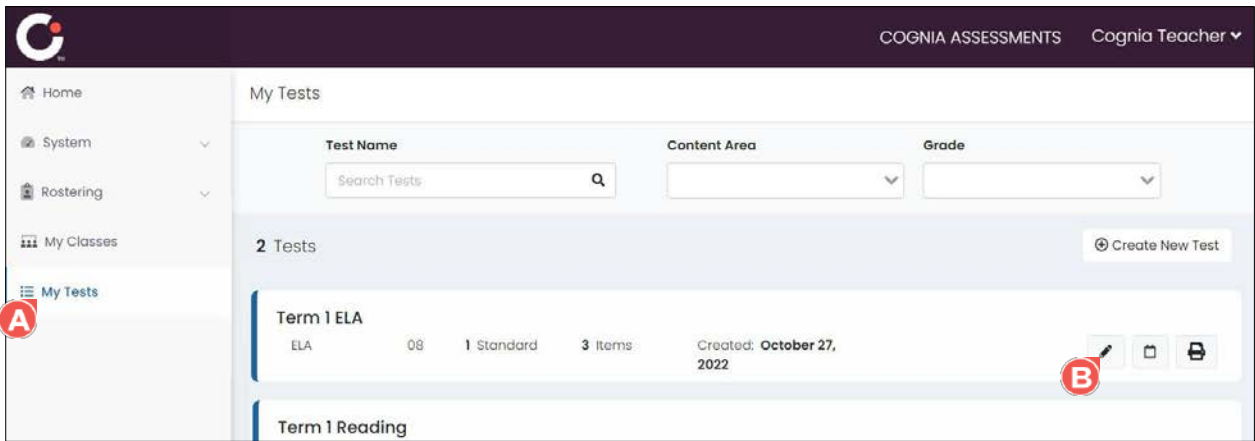 COGNIA ASSESSMENTS Cognia Teacher
Home
My Tests
System
Test Name Content Area Grade
Search Tests
Rostering
My Classes
2 Tests Create New Test
My Tests
A
Term 1 ELA
ELA 08 1 Standard 3 Items Created: October 27,
2022
B
Term 1 Reading